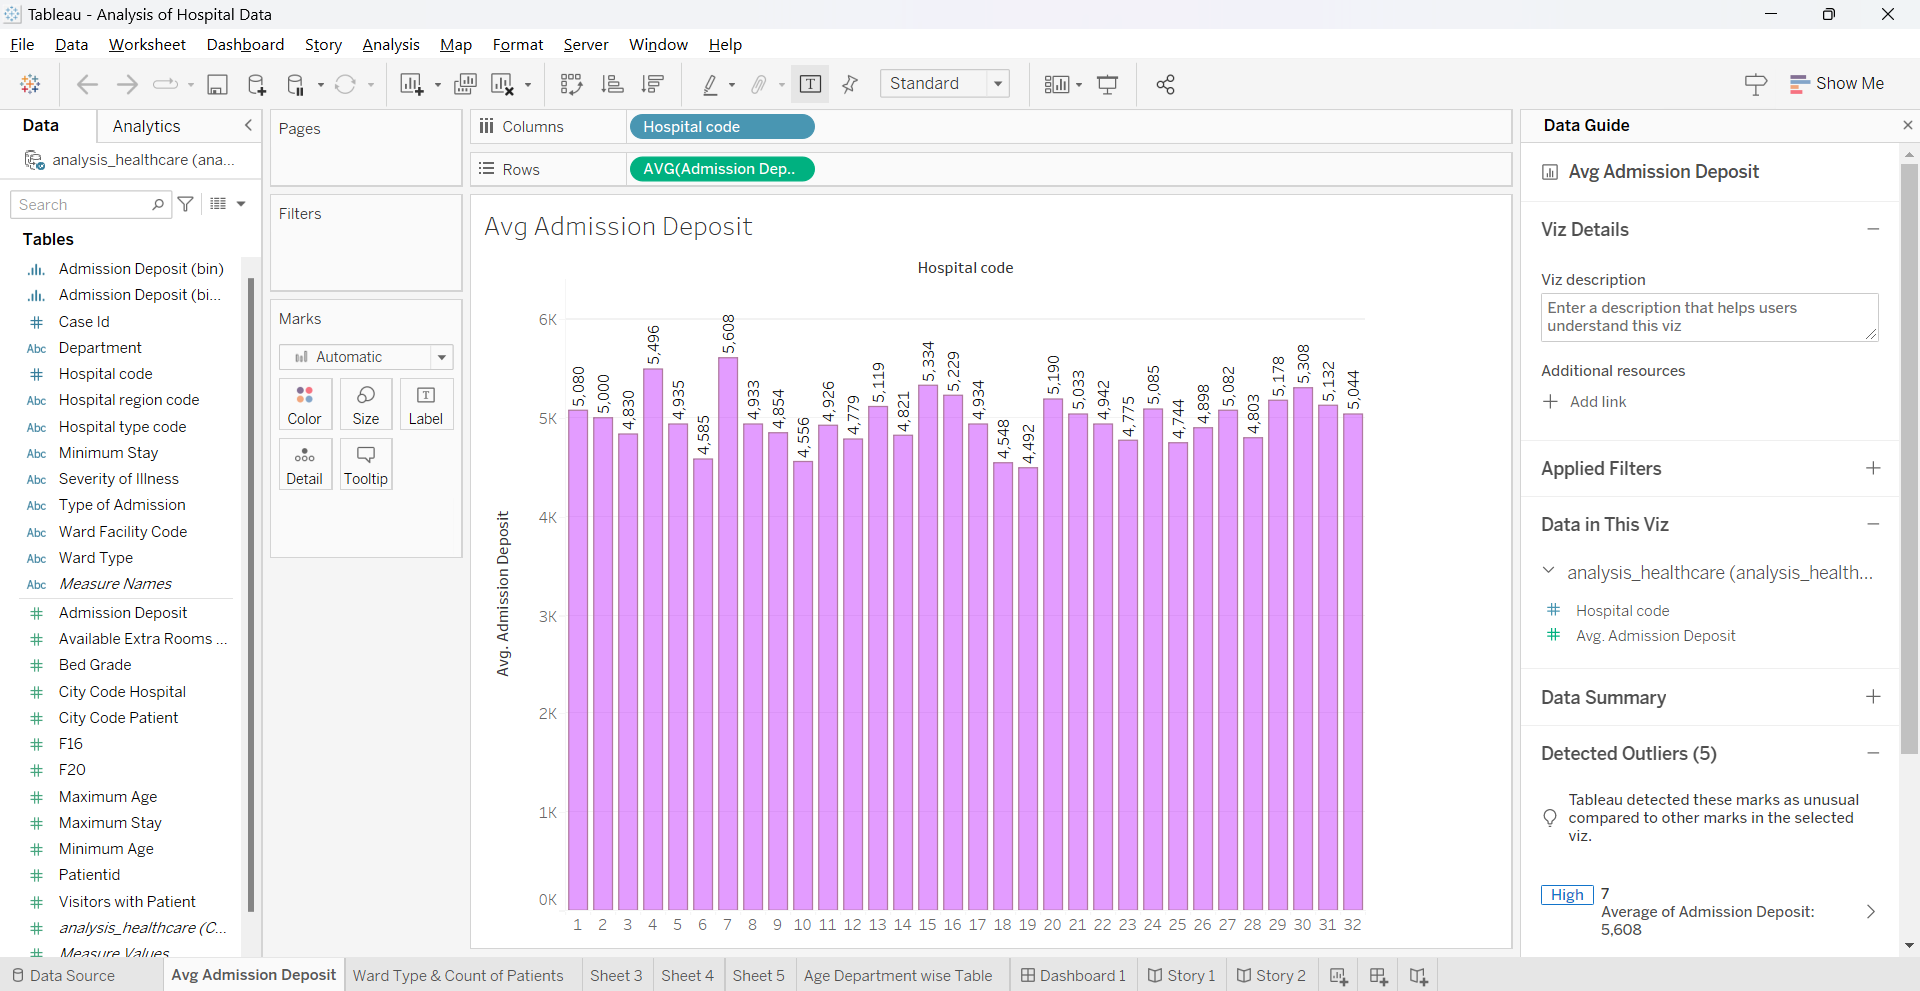 Tableau - Analysis of Hospital Data
File Data Worksheet Dashboard Story Analysis Map Format Server Window Help
Standard
Show Me
Data
Analytics
analysis_healthcare (ana...
Search
Tables
Admission Deposit (bin)
Admission Deposit (bi...
Case Id
Abc Department
Hospital code
Abc Hospital region code
Abc Hospital type code
Abc Minimum Stay
Abc Severity of Illness
Abc Type of Admission
Abc Ward Facility Code
Abc Ward Type
Abc Measure Names
Admission Deposit
Available Extra Rooms ...
Bed Grade
City Code Hospital
City Code Patient
F16
F20
Maximum Age
Maximum Stay
Minimum Age
Patientid
Visitors with Patient
analysis_healthcare (C...
Measure Values
Pages
Filters
Marks
Automatic
Color
Size
Label
Detail
Tooltip
Columns
Hospital code
Rows
AVG(Admission Dep..
Avg Admission Deposit
Hospital code
Avg. Admission Deposit
6K
5K
4K
3K
2K
1K
0K
5,080 5,000 4,830 5,496 4,935 4,585 5,608 4,933 4,854 4,556 4,926 4,779 5,119 4,821 5,334 5,229 4,934 4,548 4,492 5,190 5,033 4,942 4,775 5,085 4,744 4,898 5,082 4,803 5,178 5,308 5,132 5,044
1 2 3 4 5 6 7 8 9 10 11 12 13 14 15 16 17 18 19 20 21 22 23 24 25 26 27 28 29 30 31 32
Data Guide
Avg Admission Deposit
Viz Details
Viz description
Enter a description that helps users
understand this viz
Additional resources
Add link
Applied Filters
Data in This Viz
analysis_healthcare (analysis_health...
Hospital code
Avg. Admission Deposit
Data Summary
Detected Outliers (5)
Tableau detected these marks as unusual
compared to other marks in the selected
viz.
High 7
Average of Admission Deposit:
5,608
Data Source
Avg Admission Deposit
Ward Type & Count of Patients
Sheet 3
Sheet 4
Sheet 5
Age Department wise Table
Dashboard 1
Story 1
Story 2